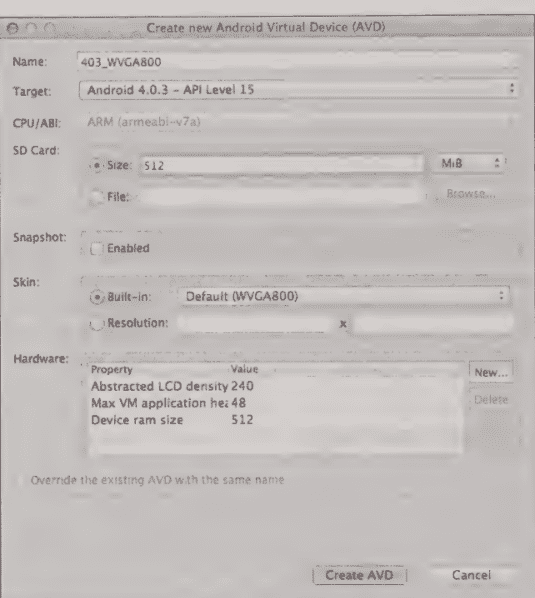 Create new Android Virtual Device (AVD)
Name: 403_WVGA800
Target: Android 4.0.3 – API Level 15
CPU/ABI: ARM (armeabi-v7a)
SD Card:
Size: 512 MiB
File: Browse...
Snapshot:
Enabled
Skin:
Built-in: Default (WVGA800)
Resolution: x
Hardware:
Property Value New...
Abstracted LCD density 240
Max VM application hea 48 Delete
Device ram size 512
Override the existing AVD with the same name
Create AVD Cancel